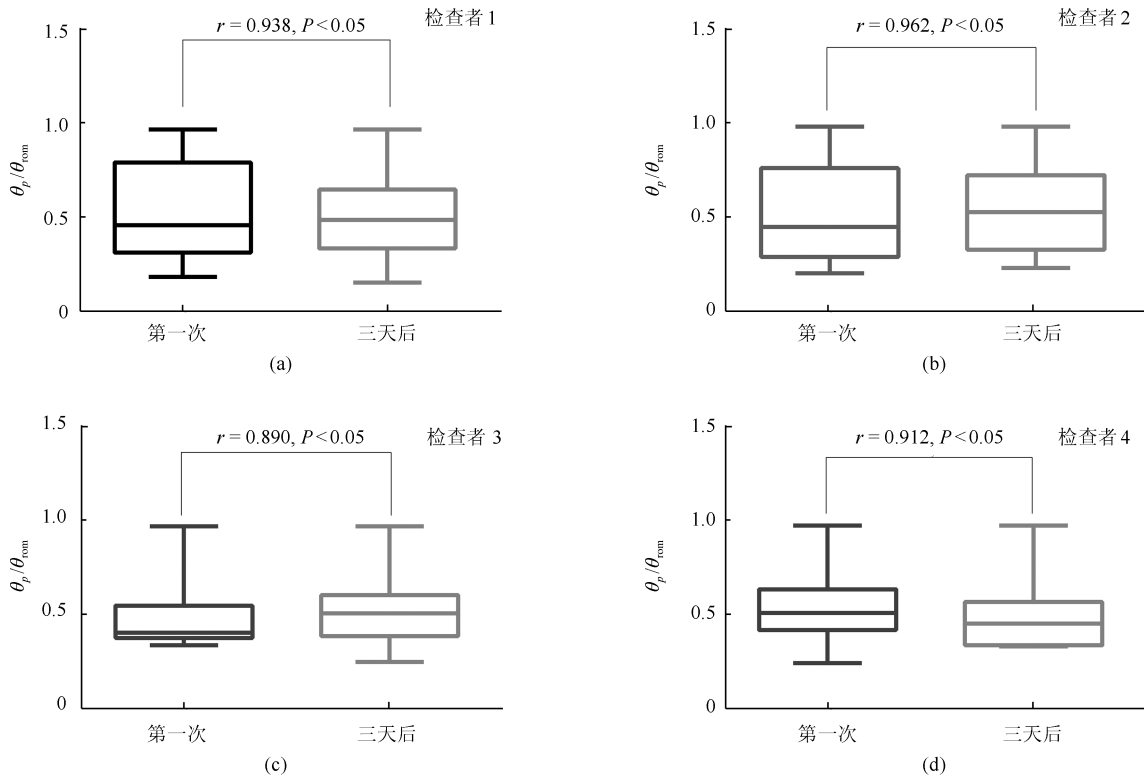 检查者 1
r = 0.938, P<0.05
1.5
1.0
0.5
0
θp/θrom
第一次 三天后
(a)
检查者 2
r = 0.962, P<0.05
1.5
1.0
0.5
0
θp/θrom
第一次 三天后
(b)
检查者 3
r = 0.890, P<0.05
1.5
1.0
0.5
0
θp/θrom
第一次 三天后
(c)
检查者 4
r = 0.912, P<0.05
1.5
1.0
0.5
0
θp/θrom
第一次 三天后
(d)